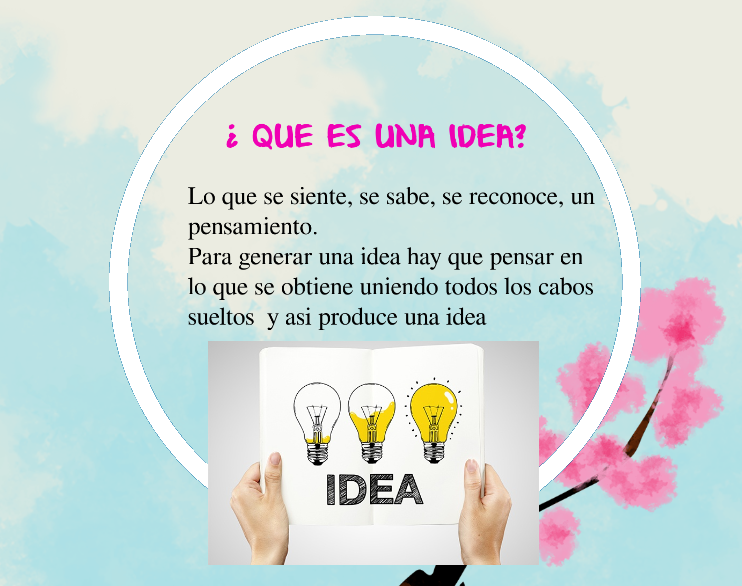 ¿ QUE ES UNA IDEA?
Lo que se siente, se sabe, se reconoce, un
pensamiento.
Para generar una idea hay que pensar en
lo que se obtiene uniendo todos los cabos
sueltos  y asi produce una idea
IDEA